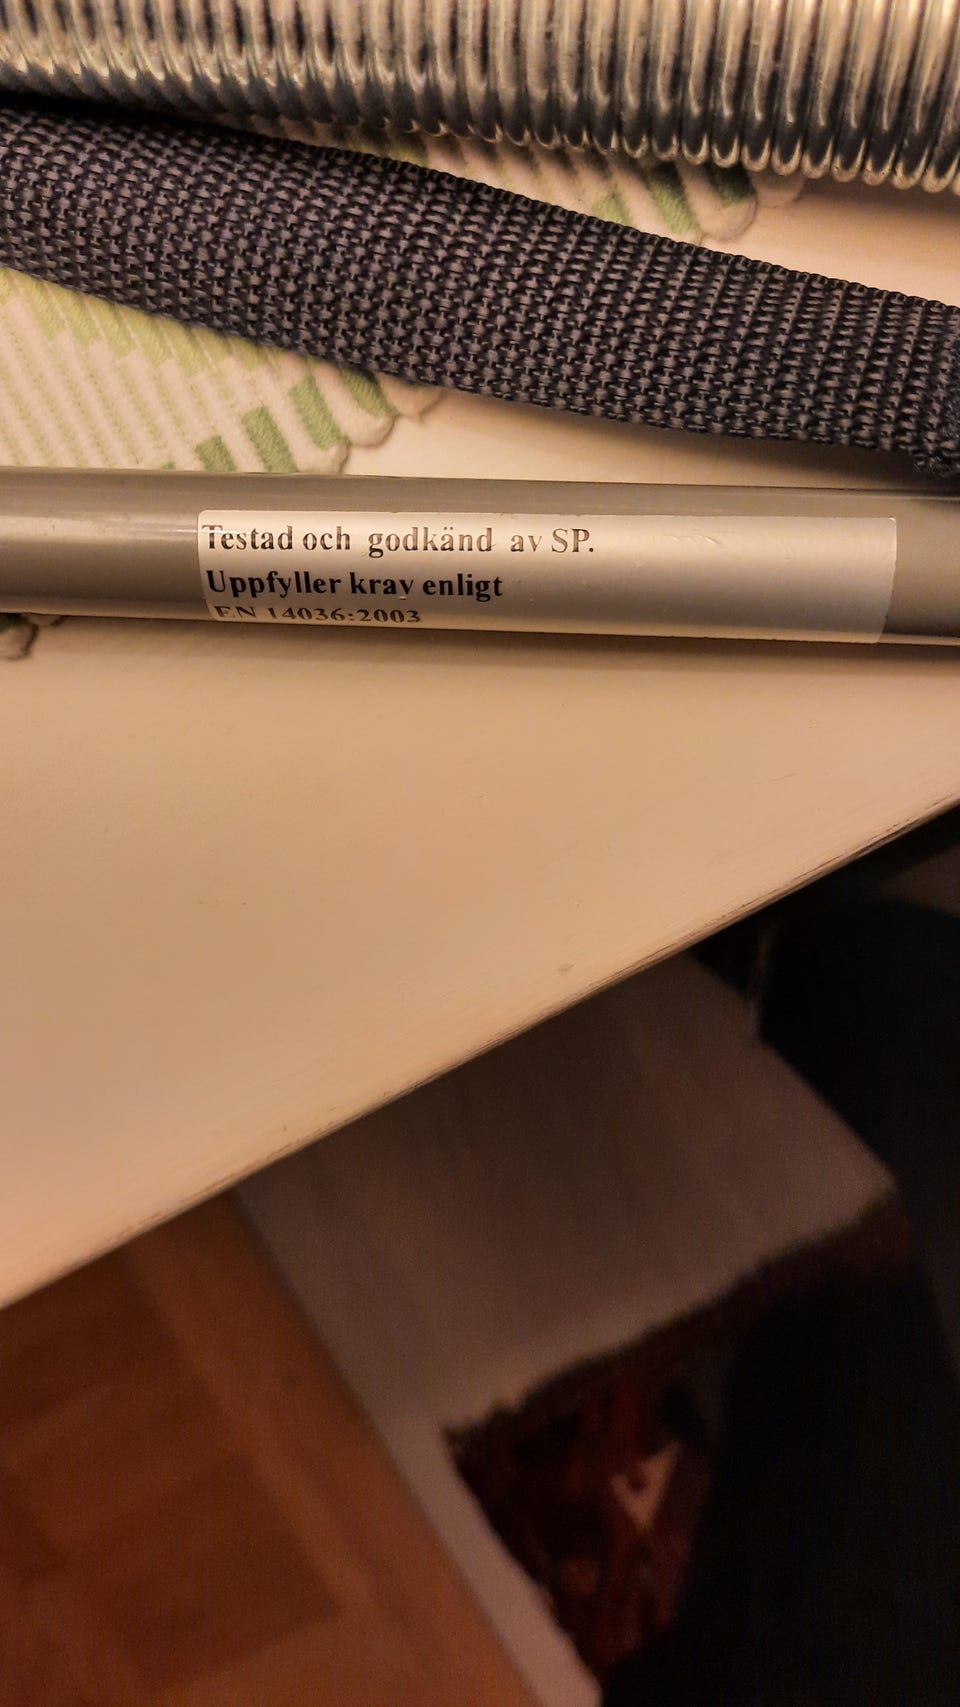 Testad och godkänd av SP.
Uppfyller krav enligt
EN 14036:2003